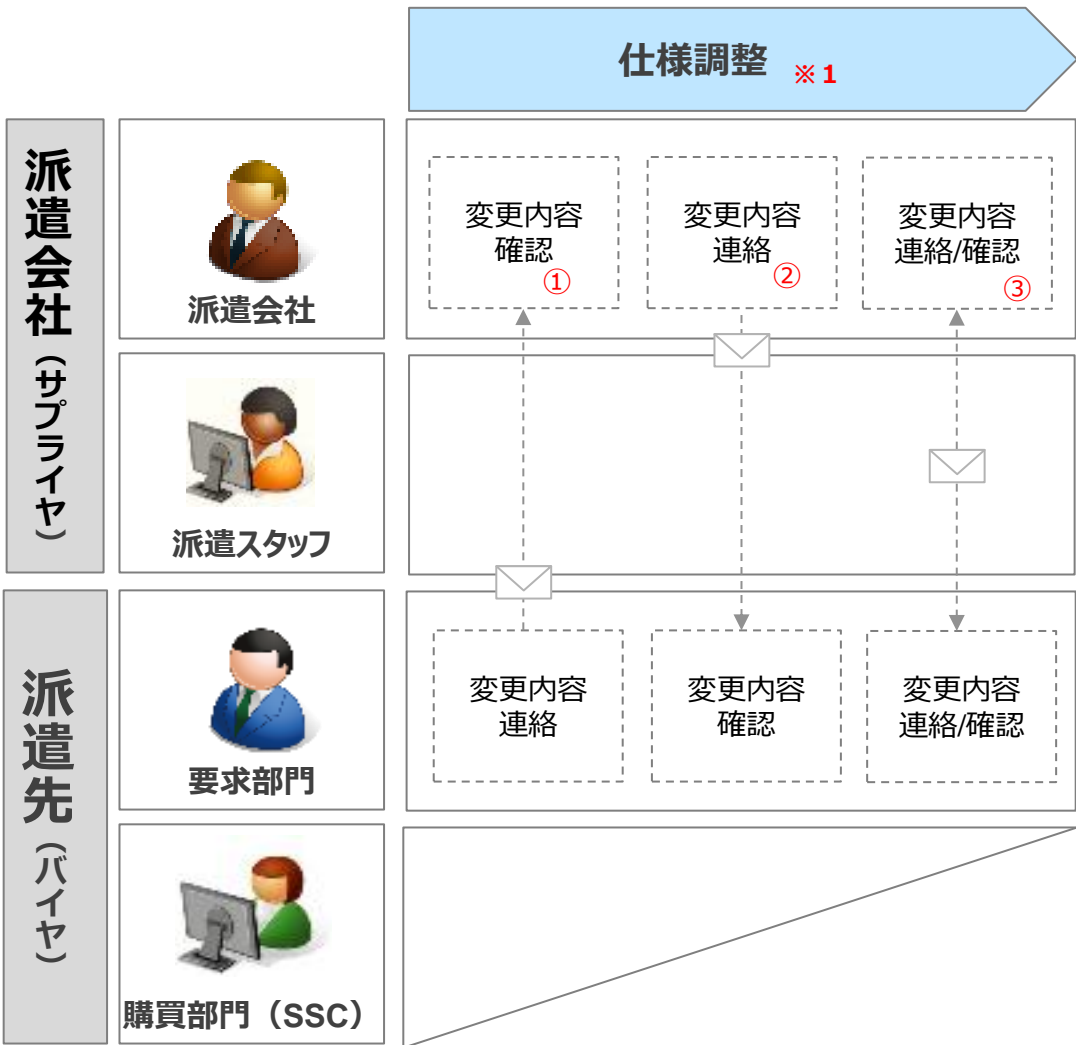 仕様調整 ※1
派遣会社(サプライヤ)
派遣会社
変更内容
確認
①
変更内容
連絡
②
変更内容
連絡/確認
③
派遣スタッフ
派遣先(バイヤ)
要求部門
変更内容
連絡
変更内容
確認
変更内容
連絡/確認
購買部門(SSC)